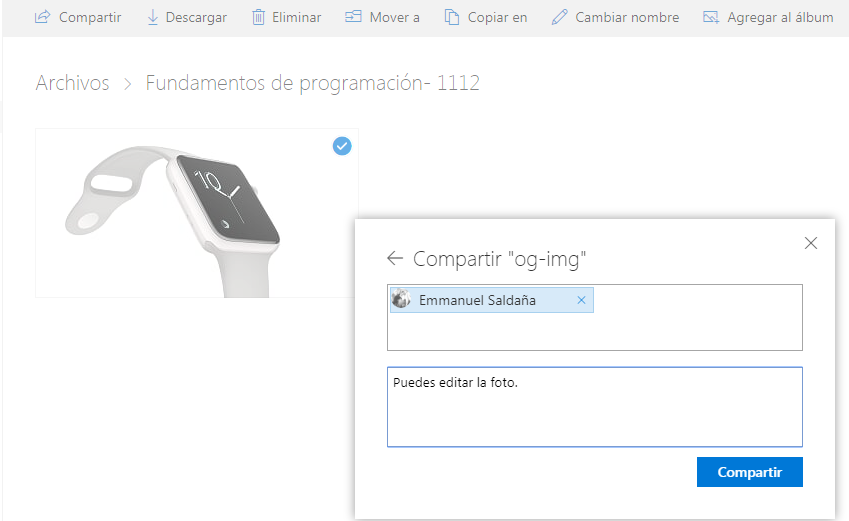 Compartir Descargar Eliminar Mover a Copiar en Cambiar nombre Agregar al álbum
Archivos > Fundamentos de programación- 1112
10
Compartir "og-img"
Emmanuel Saldaña
Puedes editar la foto.
Compartir